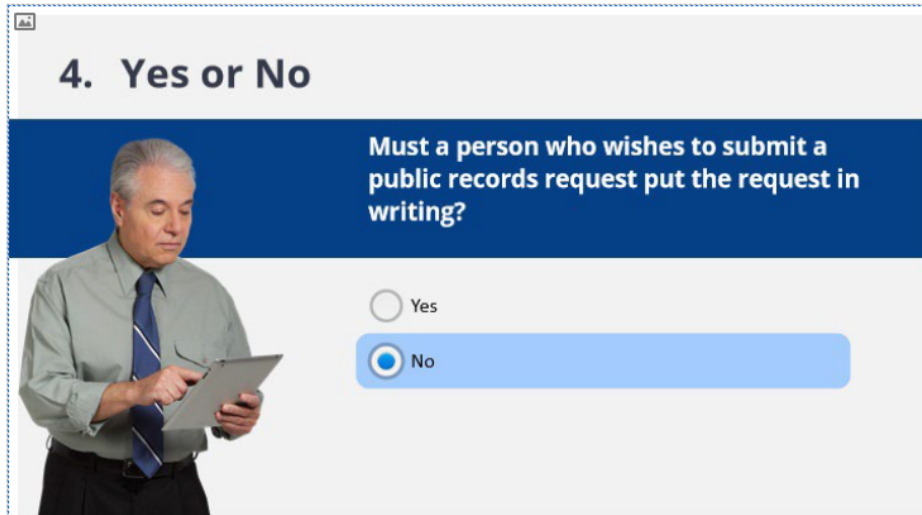 4. Yes or No
Must a person who wishes to submit a
public records request put the request in
writing?
Yes
No